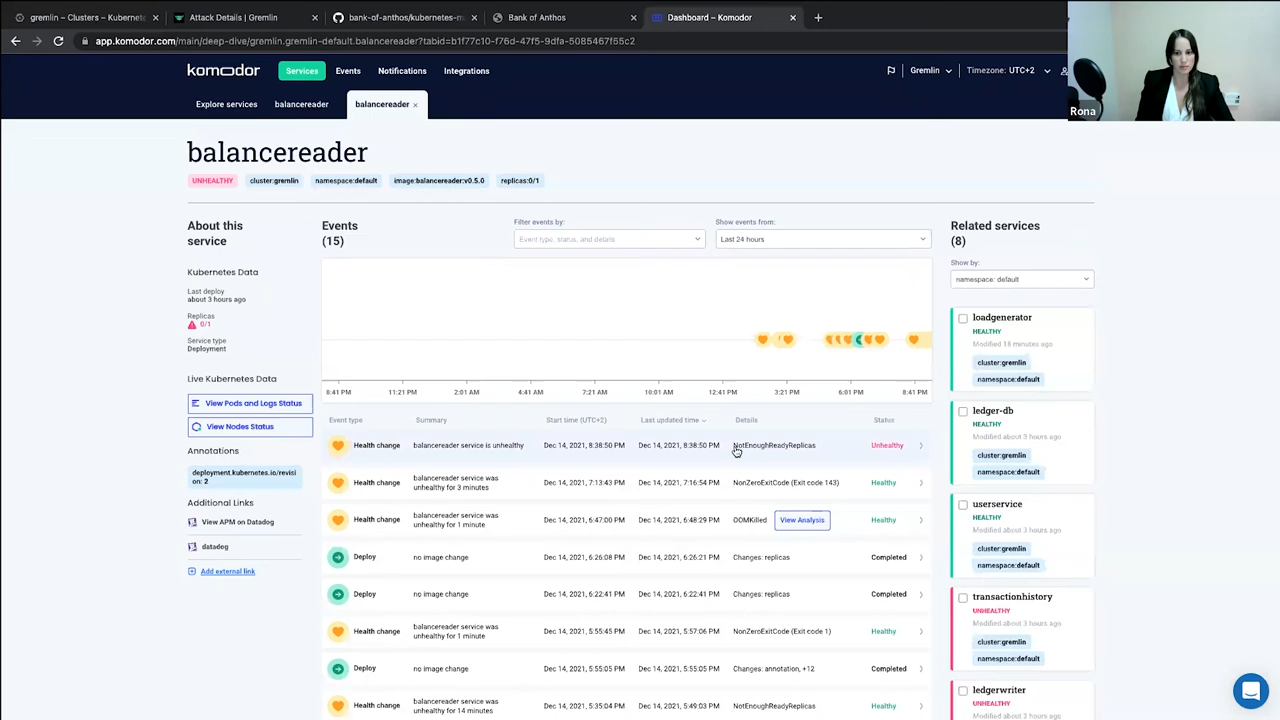 gremlin – Clusters – Kubernetes
Attack Details | Gremlin
bank-of-anthos/kubernetes-m
Bank of Anthos
Dashboard – Komodor
app.komodor.com/main/deep-dive/gremlin.gremlin-default.balancereader?tabid=b1f77c10-f76d-47f5-9dfa-5085467f55c2
komodor
Services
Events
Notifications
Integrations
Gremlin
Timezone: UTC+2
Rona
Explore services
balancereader
balancereader
balancereader
UNHEALTHY
cluster:gremlin
namespace:default
image:balancereader:v0.5.0
replicas:0/1
About this
service
Kubernetes Data
Last deploy
about 3 hours ago
Replicas
0/1
Service type
Deployment
Live Kubernetes Data
View Pods and Logs Status
View Nodes Status
Annotations
deployment.kubernetes.io/revisi
on: 2
Additional Links
View APM on Datadog
datadeg
Add external link
Events
(15)
Filter events by:
Event type, status, and details
Show events from:
Last 24 hours
8:41 PM 11:21 PM 2:01 AM 4:41 AM 7:21 AM 10:01 AM 12:41 PM 3:21 PM 6:01 PM 8:41 PM
Event type Summary Start time (UTC+2) Last updated time Details Status
Health change balancereader service is unhealthy Dec 14, 2021, 8:38:50 PM Dec 14, 2021, 8:38:50 PM NotEnoughReadyReplicas Unhealthy
Health change balancereader service was
unhealthy for 3 minutes Dec 14, 2021, 7:13:43 PM Dec 14, 2021, 7:16:54 PM NonZeroExitCode (Exit code 143) Healthy
Health change balancereader service was
unhealthy for 1 minute Dec 14, 2021, 6:47:00 PM Dec 14, 2021, 6:48:29 PM OOMKilled View Analysis Healthy
Deploy no image change Dec 14, 2021, 6:26:08 PM Dec 14, 2021, 6:26:21 PM Changes: replicas Completed
Deploy no image change Dec 14, 2021, 6:22:41 PM Dec 14, 2021, 6:22:41 PM Changes: replicas Completed
Health change balancereader service was
unhealthy for 1 minute Dec 14, 2021, 5:55:45 PM Dec 14, 2021, 5:57:06 PM NonZeroExitCode (Exit code 1) Healthy
Deploy no image change Dec 14, 2021, 5:55:05 PM Dec 14, 2021, 5:55:05 PM Changes: annotation, +12 Completed
Health change balancereader service was
unhealthy for 14 minutes Dec 14, 2021, 5:35:04 PM Dec 14, 2021, 5:49:03 PM NotEnoughReadyReplicas Healthy
Related services
(8)
Show by:
namespace: default
loadgenerator
HEALTHY
Modified 18 minutes ago
cluster:gremlin
namespace:default
ledger-db
HEALTHY
Modified about 3 hours ago
cluster:gremlin
namespace:default
userservice
HEALTHY
Modified about 3 hours ago
cluster:gremlin
namespace:default
transactionhistory
UNHEALTHY
Modified about 3 hours ago
cluster:gremlin
namespace:default
ledgerwriter
UNHEALTHY